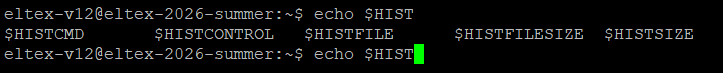 eltex-v12@eltex-2026-summer:~$ echo $HIST
$HISTCMD $HISTCONTROL $HISTFILE $HISTFILESIZE $HISTSIZE
eltex-v12@eltex-2026-summer:~$ echo $HIST